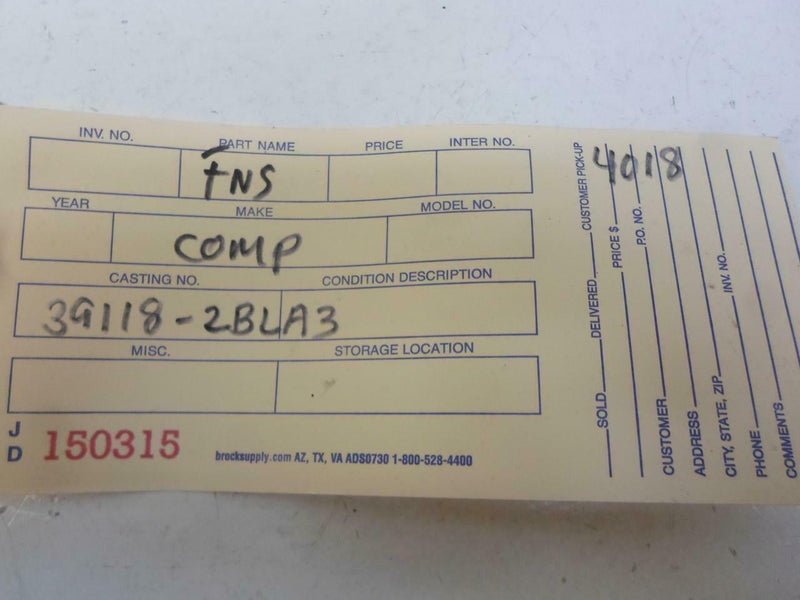 INV. NO. PART NAME PRICE INTER NO.
TNS
YEAR MAKE MODEL NO.
COMP
CASTING NO. CONDITION DESCRIPTION
39118-2BLA3
MISC. STORAGE LOCATION
J D 150315
brocksupply.com AZ, TX, VA ADS0730 1-800-528-4400
4018
SOLD DELIVERED CUSTOMER PICK-UP
PRICE $
P.O. NO.
CUSTOMER
ADDRESS
CITY, STATE, ZIP INV. NO.
PHONE
COMMENTS